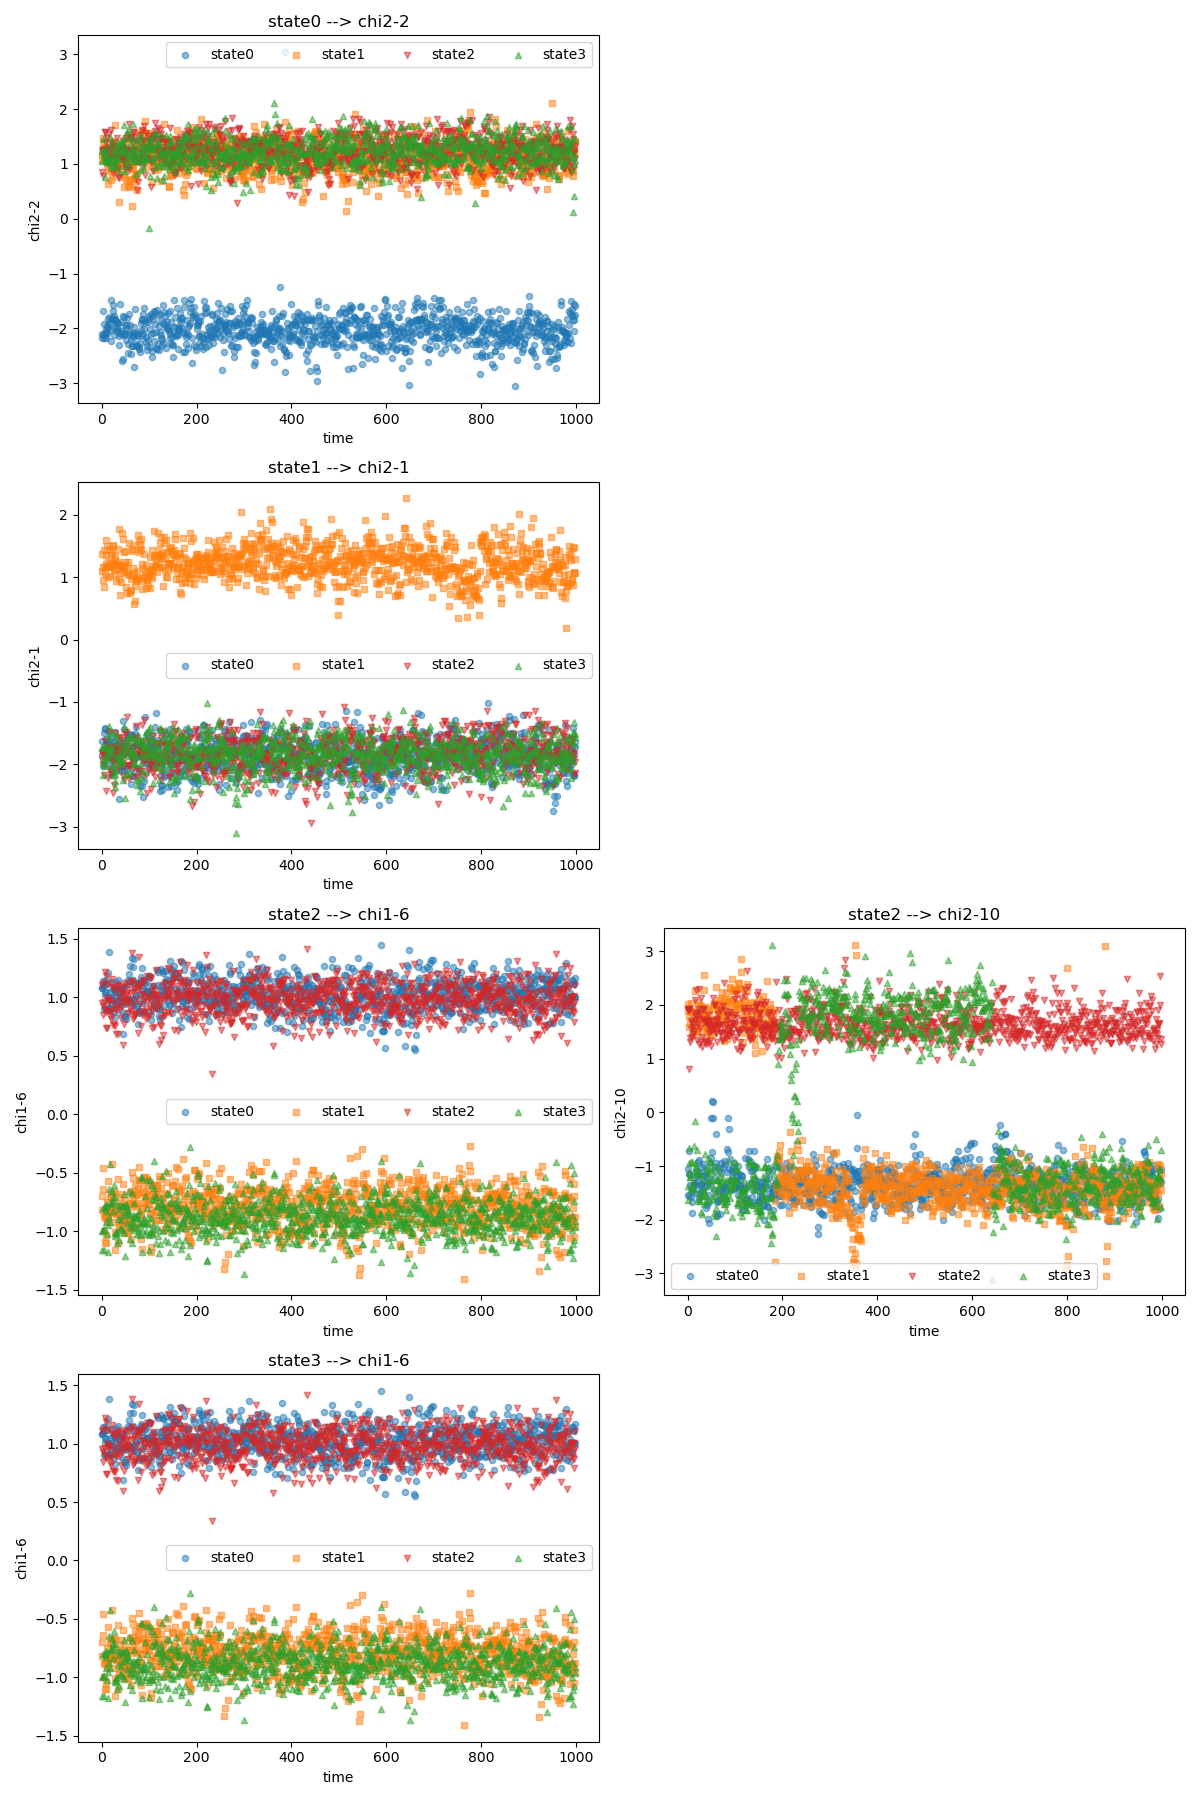 state0 --> chi2-2
3
2
1
0
−1
−2
−3
chi2-2
state0 state1 state2 state3
0 200 400 600 800 1000
time
state1 --> chi2-1
2
1
0
−1
−2
−3
chi2-1
state0 state1 state2 state3
0 200 400 600 800 1000
time
state2 --> chi1-6
1.5
1.0
0.5
0.0
−0.5
−1.0
−1.5
chi1-6
state0 state1 state2 state3
0 200 400 600 800 1000
time
state2 --> chi2-10
3
2
1
0
−1
−2
−3
chi2-10
state0 state1 state2 state3
0 200 400 600 800 1000
time
state3 --> chi1-6
1.5
1.0
0.5
0.0
−0.5
−1.0
−1.5
chi1-6
state0 state1 state2 state3
0 200 400 600 800 1000
time